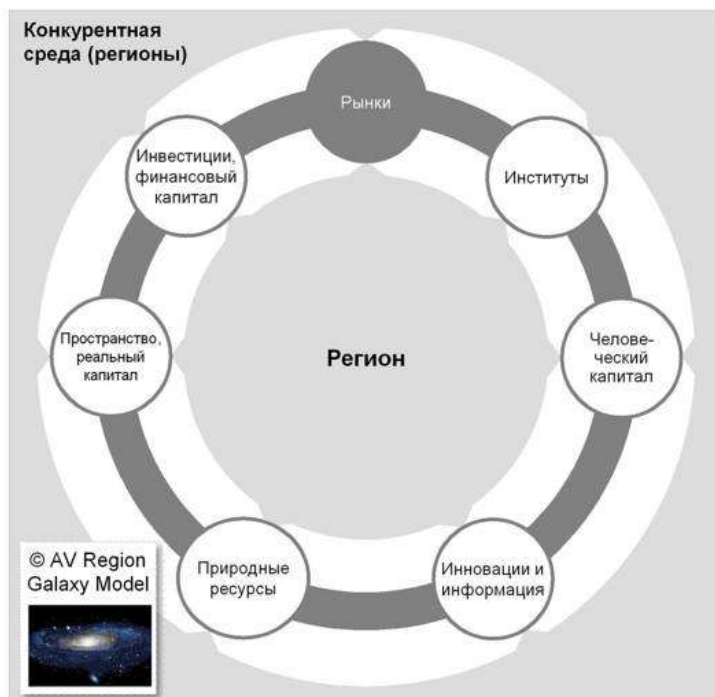 Конкурентная
среда (регионы)
Рынки
Инвестиции,
финансовый
капитал
Институты
Пространство,
реальный
капитал
Регион
Челове-
ческий
капитал
Природные
ресурсы
Инновации и
информация
© AV Region
Galaxy Model